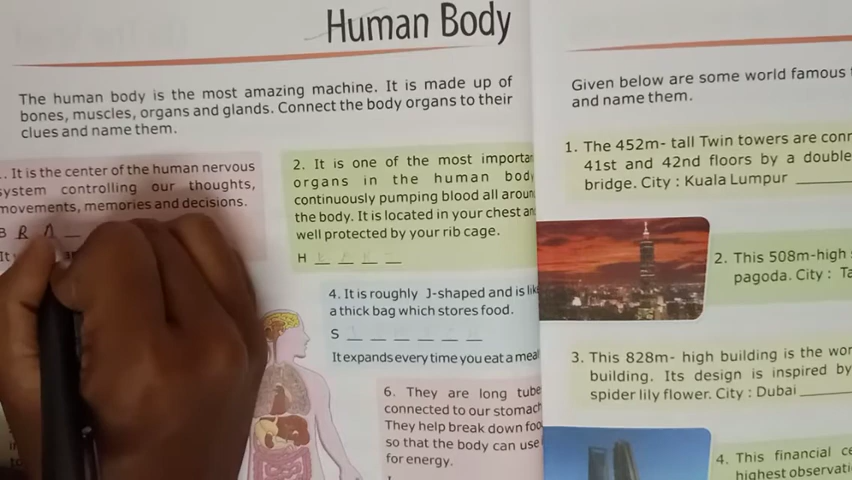 Human Body
The human body is the most amazing machine. It is made up of
bones, muscles, organs and glands. Connect the body organs to their
clues and name them.
. It is the center of the human nervous
system controlling our thoughts,
movements, memories and decisions.
B R A _
It
2. It is one of the most importan
organs in the human body
continuously pumping blood all aroun
the body. It is located in your chest an
well protected by your rib cage.
H _ _ _ _
4. It is roughly J-shaped and is lik
a thick bag which stores food.
S _ _ _ _ _ _
It expands every time you eat a meal
6. They are long tube
connected to our stomach
They help break down foo
so that the body can use
for energy.
I
Given below are some world famous
and name them.
1. The 452m- tall Twin towers are conn
41st and 42nd floors by a double
bridge. City : Kuala Lumpur ______
2. This 508m-high
pagoda. City : Ta
3. This 828m- high building is the wor
building. Its design is inspired by
spider lily flower. City : Dubai ______
4. This financial ce
highest observati